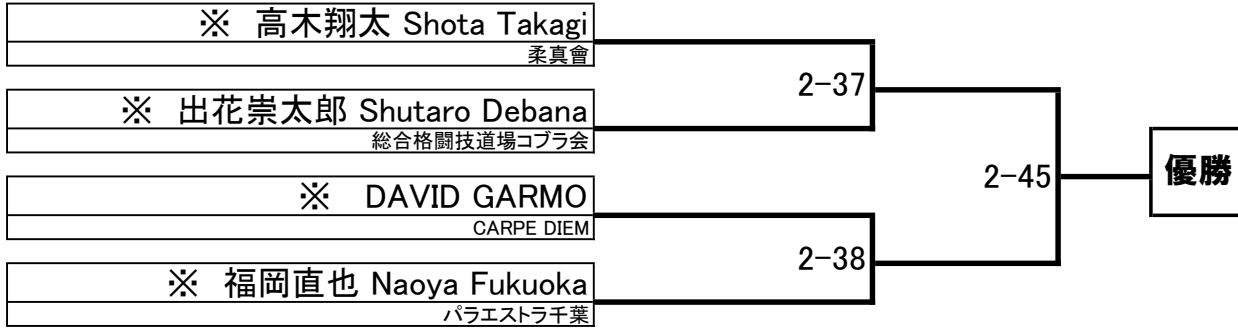 ※ 高木翔太 Shota Takagi
柔真會
2-37
※ 出花崇太郎 Shutaro Debana
総合格闘技道場コブラ会
2-45
優勝
※ DAVID GARMO
CARPE DIEM
2-38
※ 福岡直也 Naoya Fukuoka
パラエストラ千葉